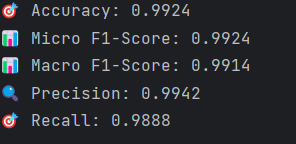 🎯 Accuracy: 0.9924
📊 Micro F1-Score: 0.9924
📊 Macro F1-Score: 0.9914
🔍 Precision: 0.9942
🎯 Recall: 0.9888